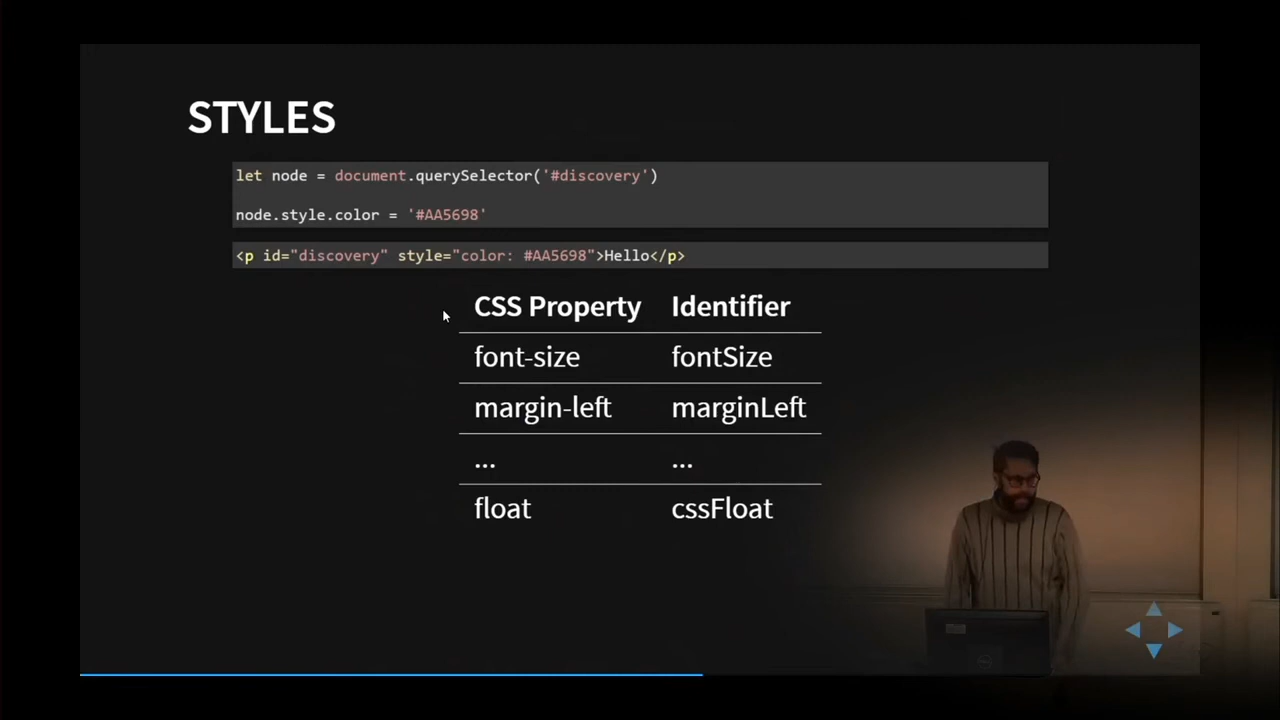 STYLES
let node = document.querySelector('#discovery')
node.style.color = '#AA5698'
<p id="discovery" style="color: #AA5698">Hello</p>
CSS Property Identifier
font-size fontSize
margin-left marginLeft
... ...
float cssFloat